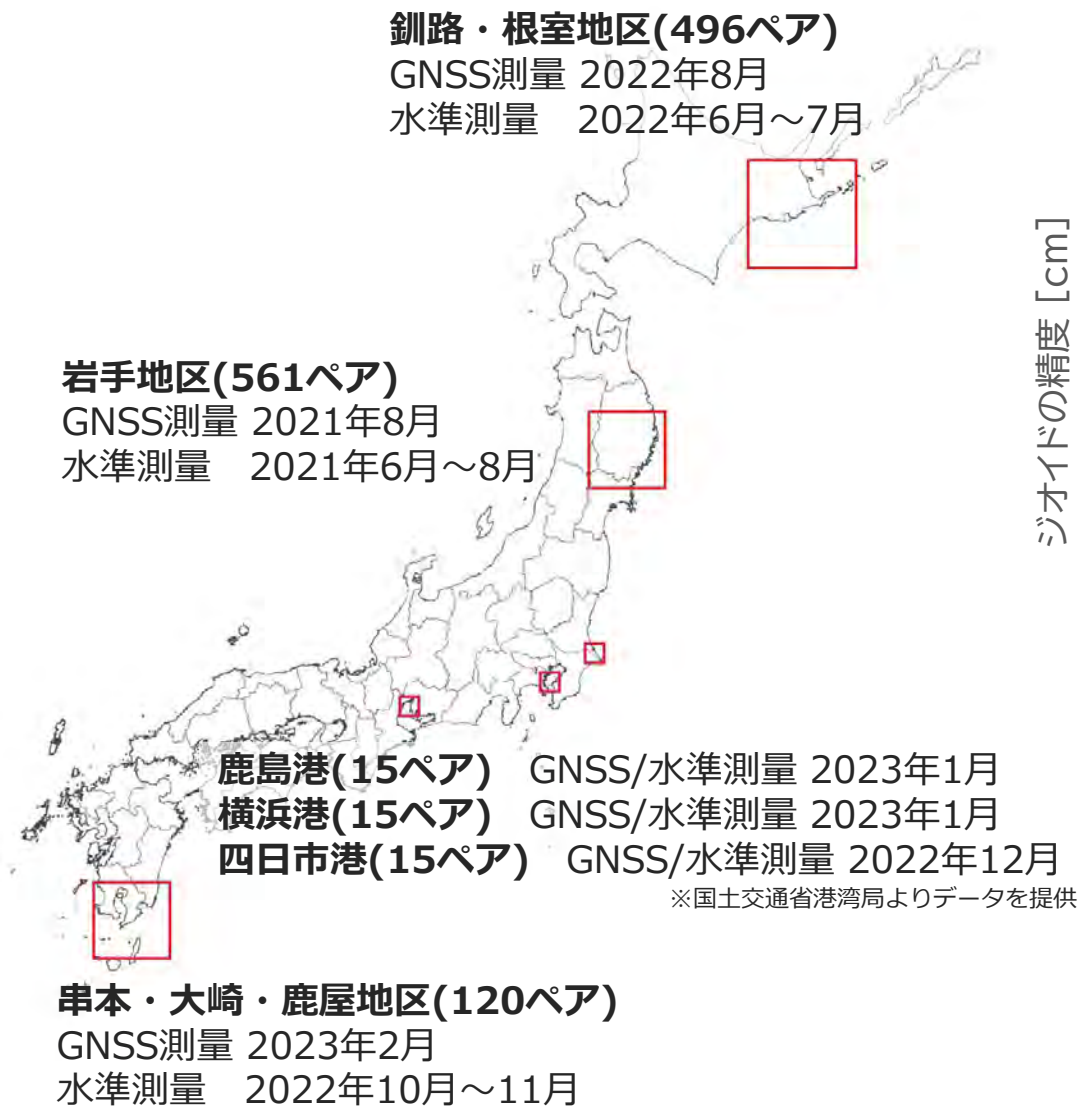 釧路・根室地区(496ペア)
GNSS測量 2022年8月
水準測量　2022年6月～7月
ジオイドの精度 [cm]
岩手地区(561ペア)
GNSS測量 2021年8月
水準測量　2021年6月～8月
鹿島港(15ペア)　GNSS/水準測量 2023年1月
横浜港(15ペア)　GNSS/水準測量 2023年1月
四日市港(15ペア)　GNSS/水準測量 2022年12月
※国土交通省港湾局よりデータを提供
串本・大崎・鹿屋地区(120ペア)
GNSS測量 2023年2月
水準測量　2022年10月～11月